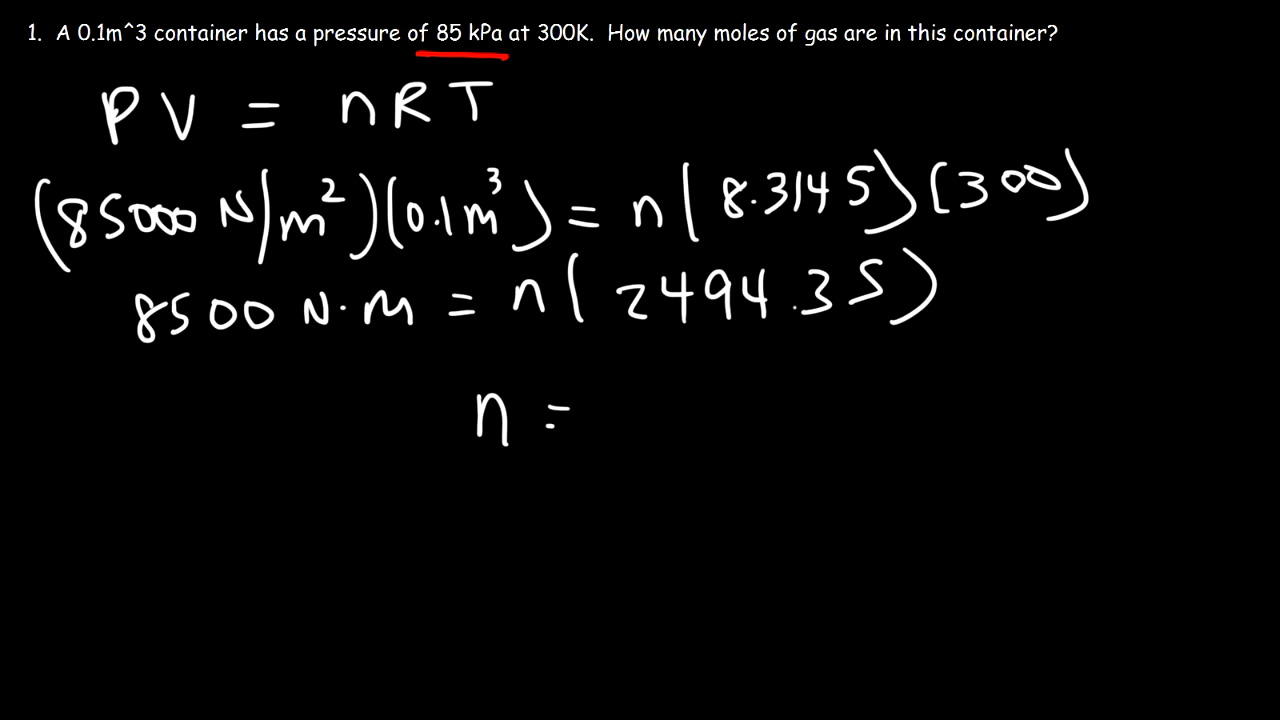 1. A 0.1m^3 container has a pressure of 85 kPa at 300K. How many moles of gas are in this container?
PV = nRT
(85000 N/m²)(0.1m³) = n(8.3145)(300)
8500 N·m = n(2494.35)
n =